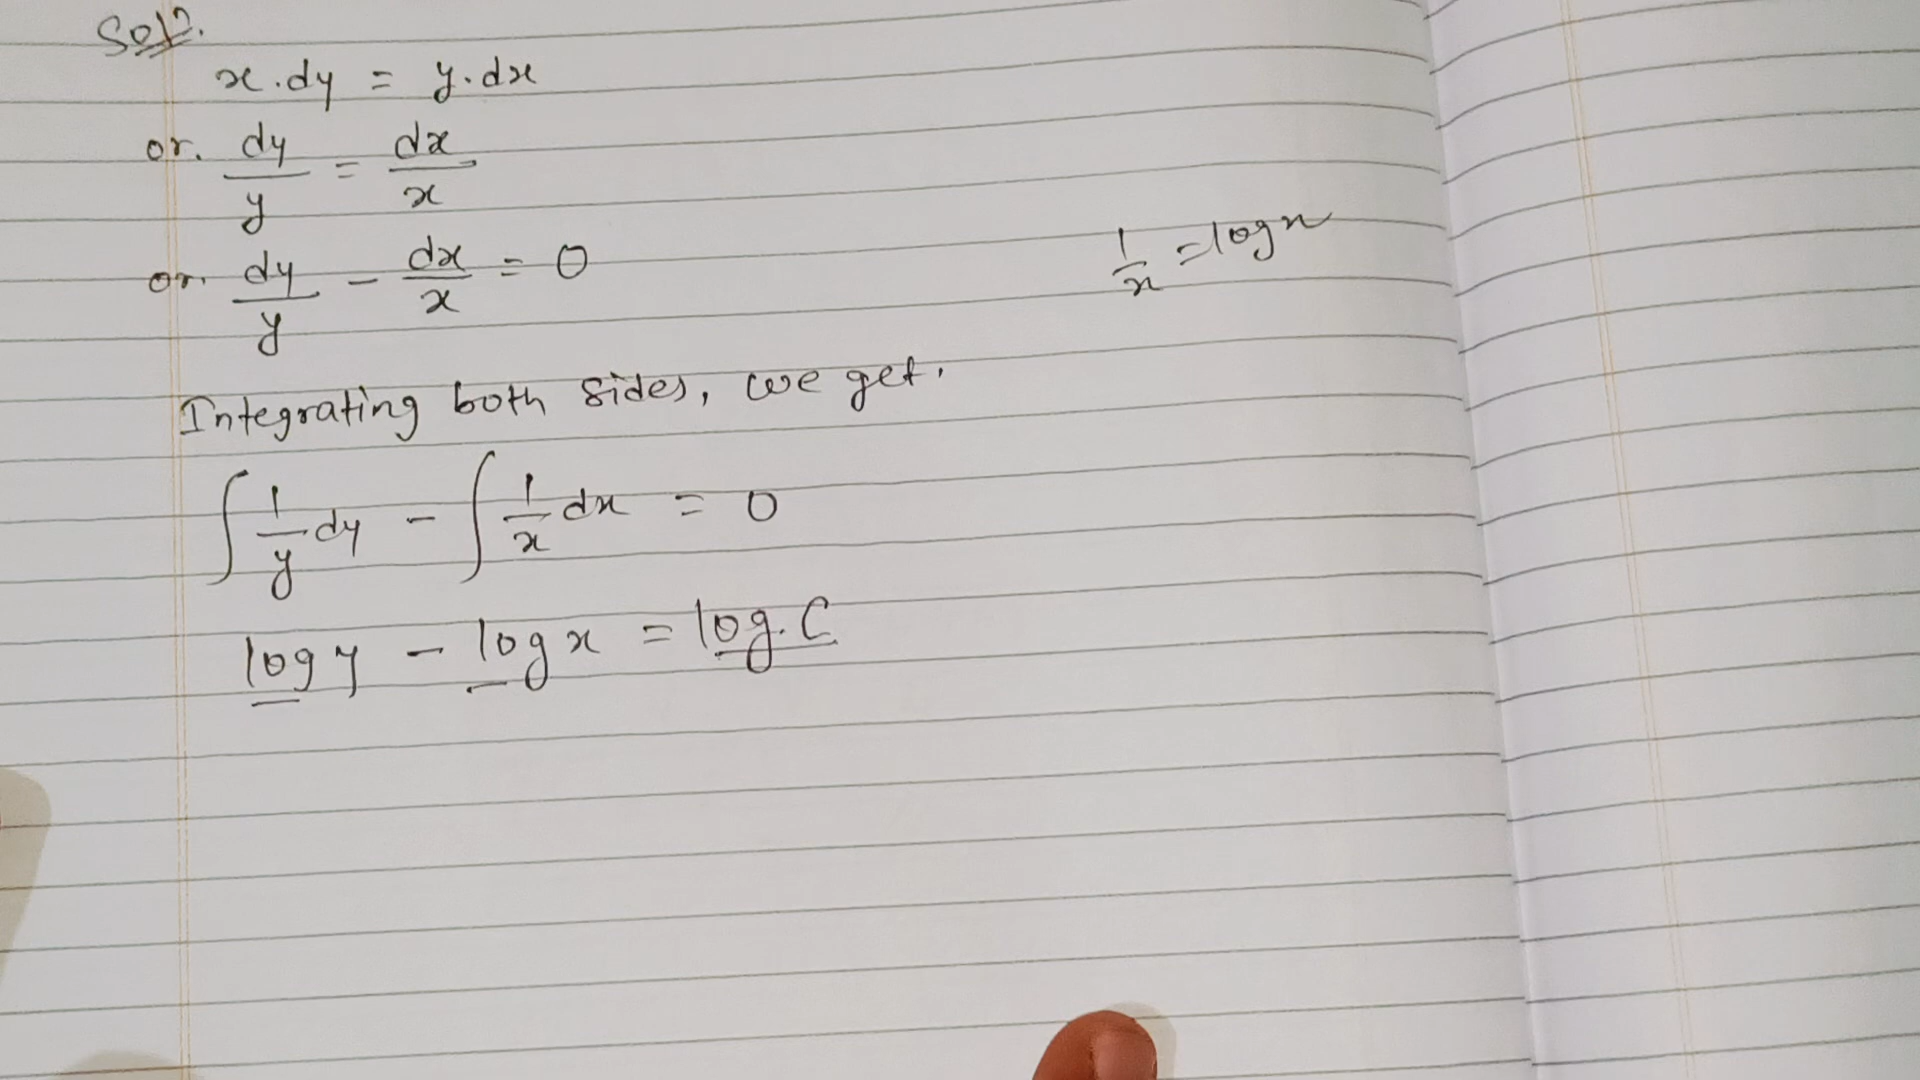 Solⁿ.
x.dy = y.dx
or. dy/y = dx/x
or. dy/y - dx/x = 0
1/x = log x
Integrating both sides, we get.
∫ 1/y dy - ∫ 1/x dx = 0
log y - log x = log. C